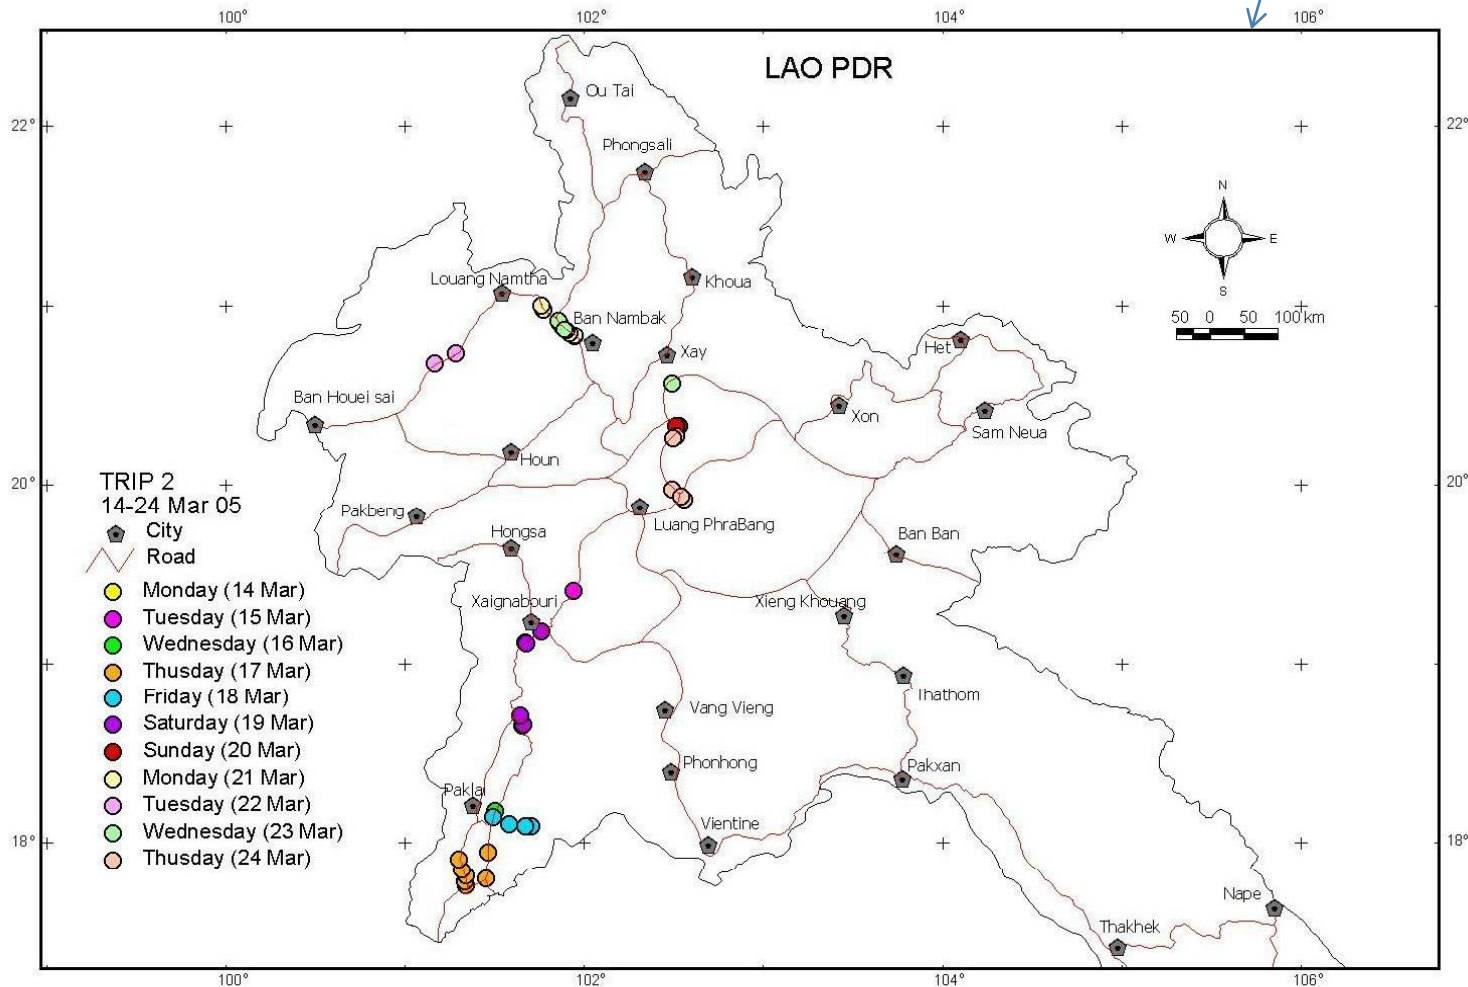 100°
102°
104°
106°
LAO PDR
Ou Tai
22°
22°
Phongsali
N
W
E
S
Louang Namtha
Khoua
50 0 50 100 km
Ban Nambak
Xay
Het
Ban Houei sai
Xon
Sam Neua
Houn
TRIP 2
14-24 Mar 05
20°
20°
Pakbeng
Luang PhraBang
City
Hongsa
Ban Ban
Road
Monday (14 Mar)
Xaignabouri
Xieng Khouang
Tuesday (15 Mar)
Wednesday (16 Mar)
Thusday (17 Mar)
Friday (18 Mar)
Ihathom
Saturday (19 Mar)
Vang Vieng
Sunday (20 Mar)
Phonhong
Pakxan
Monday (21 Mar)
Paklai
Tuesday (22 Mar)
Vientine
Wednesday (23 Mar)
18°
18°
Thusday (24 Mar)
Nape
Thakhek
100°
102°
104°
106°